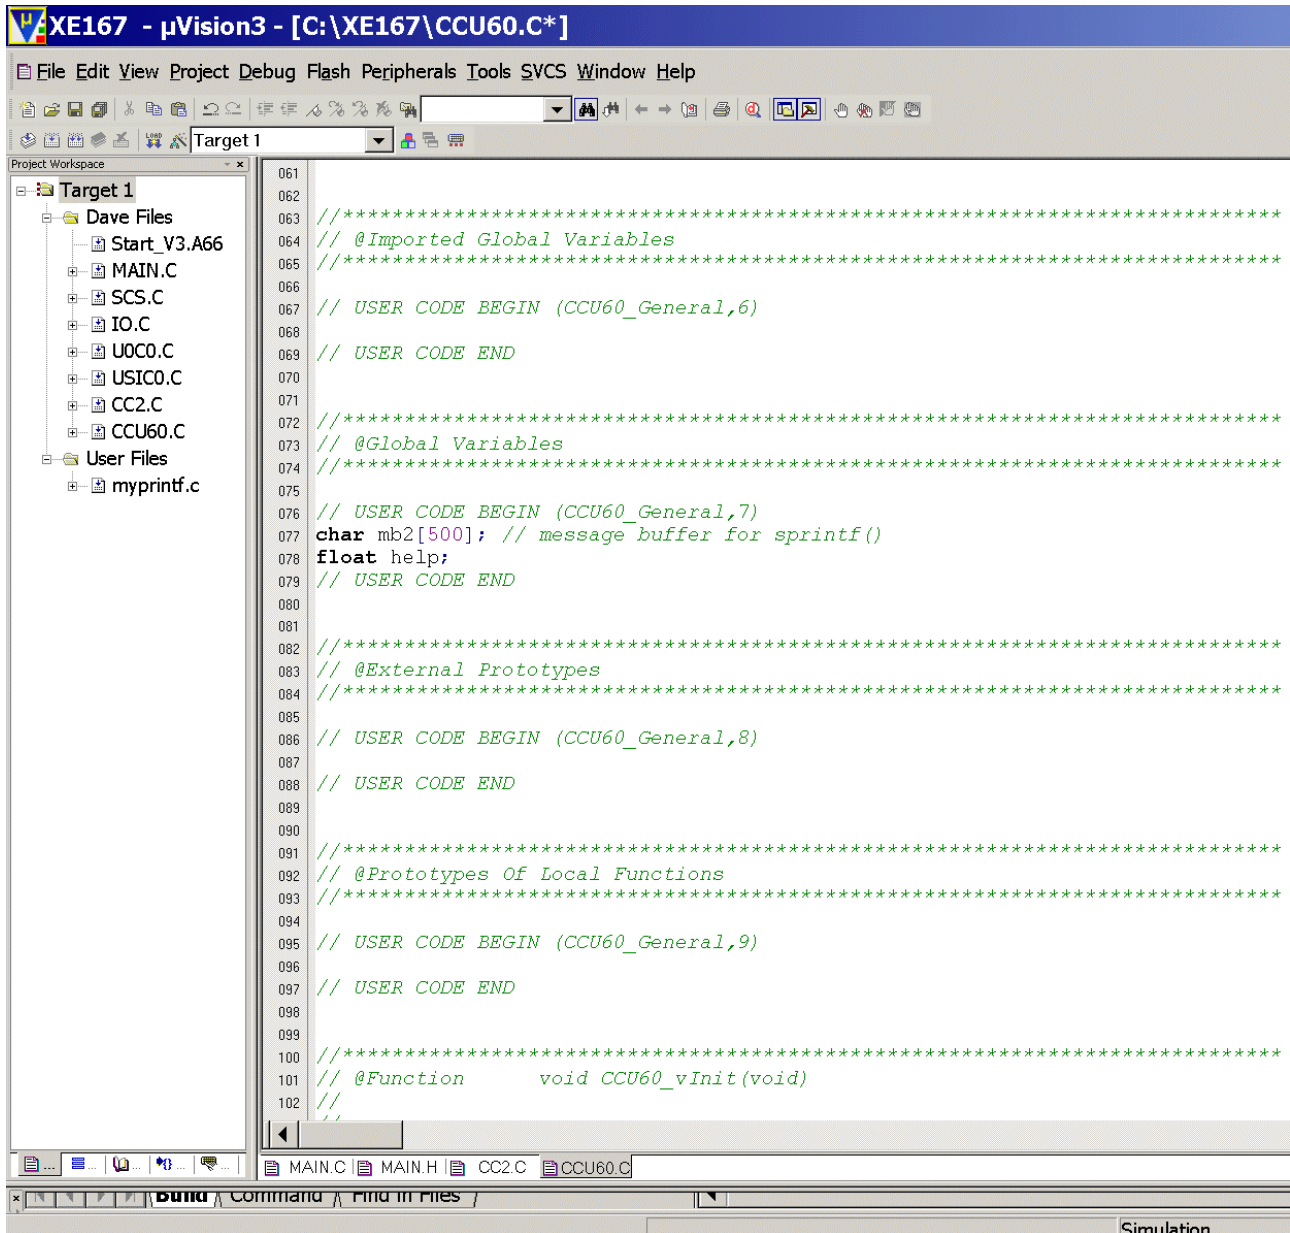 XE167 - µVision3 - [C:\XE167\CCU60.C*]
File Edit View Project Debug Flash Peripherals Tools SVCS Window Help
Target 1
Project Workspace
Target 1
Dave Files
Start_V3.A66
MAIN.C
SCS.C
IO.C
U0C0.C
USIC0.C
CC2.C
CCU60.C
User Files
myprintf.c
061
062
063 //****************************************************************************
064 // @Imported Global Variables
065 //****************************************************************************
066
067 // USER CODE BEGIN (CCU60_General,6)
068
069 // USER CODE END
070
071
072 //****************************************************************************
073 // @Global Variables
074 //****************************************************************************
075
076 // USER CODE BEGIN (CCU60_General,7)
077 char mb2[500]; // message buffer for sprintf()
078 float help;
079 // USER CODE END
080
081
082 //****************************************************************************
083 // @External Prototypes
084 //****************************************************************************
085
086 // USER CODE BEGIN (CCU60_General,8)
087
088 // USER CODE END
089
090
091 //****************************************************************************
092 // @Prototypes Of Local Functions
093 //****************************************************************************
094
095 // USER CODE BEGIN (CCU60_General,9)
096
097 // USER CODE END
098
099
100 //****************************************************************************
101 // @Function      void CCU60_vInit(void)
102 //
MAIN.C MAIN.H CC2.C CCU60.C
Build Command Find in Files
Simulation